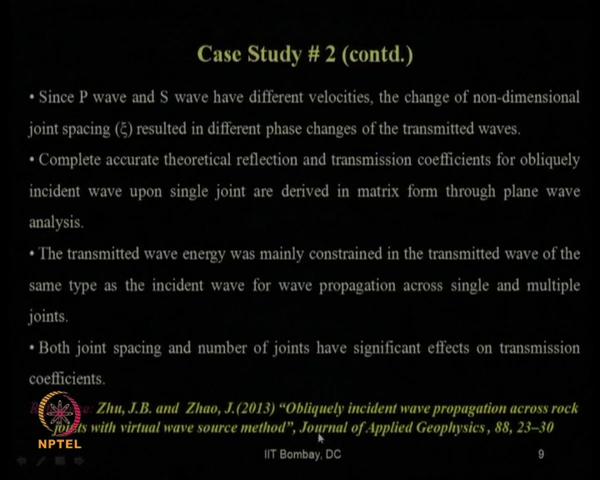 Case Study # 2 (contd.)
• Since P wave and S wave have different velocities, the change of non-dimensional
joint spacing (ξ) resulted in different phase changes of the transmitted waves.
• Complete accurate theoretical reflection and transmission coefficients for obliquely
incident wave upon single joint are derived in matrix form through plane wave
analysis.
• The transmitted wave energy was mainly constrained in the transmitted wave of the
same type as the incident wave for wave propagation across single and multiple
joints.
• Both joint spacing and number of joints have significant effects on transmission
coefficients.
Zhu, J.B. and Zhao, J.(2013) “Obliquely incident wave propagation across rock
joints with virtual wave source method”, Journal of Applied Geophysics, 88, 23–30
NPTEL
IIT Bombay, DC
9